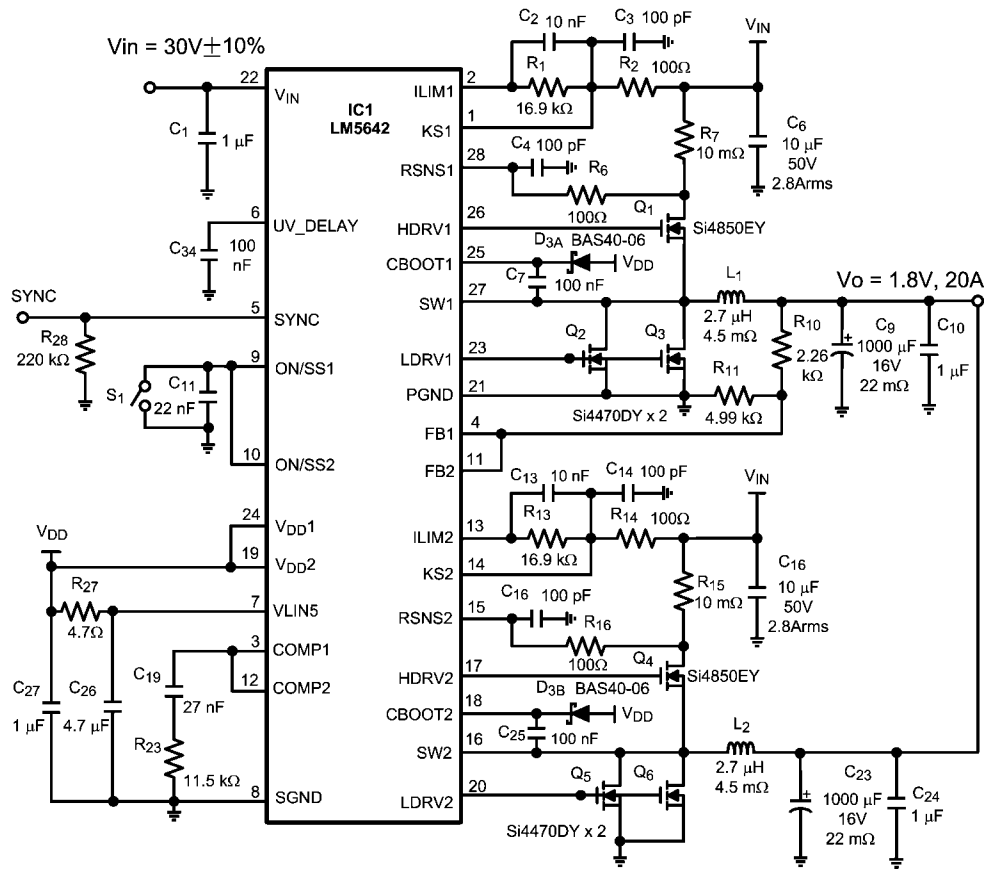 Vin = 30V±10%
22
VIN
C1
1 µF
6
UV_DELAY
C34
100 nF
SYNC
5
SYNC
R28
220 kΩ
9
ON/SS1
S1
C11
22 nF
10
ON/SS2
VDD
24
VDD1
19
VDD2
R27
4.7Ω
7
VLIN5
3
COMP1
12
COMP2
C19
27 nF
C27
1 µF
C26
4.7 µF
R23
11.5 kΩ
8
SGND
IC1
LM5642
ILIM1
2
KS1
1
RSNS1
28
HDRV1
26
CBOOT1
25
SW1
27
LDRV1
23
PGND
21
FB1
4
FB2
11
ILIM2
13
KS2
14
RSNS2
15
HDRV2
17
CBOOT2
18
SW2
16
LDRV2
20
C2
10 nF
C3
100 pF
R1
16.9 kΩ
R2
100Ω
VIN
R7
10 mΩ
C6
10 µF
50V
2.8Arms
C4
100 pF
R6
100Ω
Q1
Si4850EY
D3A
BAS40-06
VDD
C7
100 nF
L1
2.7 µH
4.5 mΩ
Vo = 1.8V, 20A
Q2
Q3
Si4470DY x 2
R10
2.26 kΩ
R11
4.99 kΩ
C9
1000 µF
16V
22 mΩ
C10
1 µF
C13
10 nF
C14
100 pF
R13
16.9 kΩ
R14
100Ω
VIN
R15
10 mΩ
C16
10 µF
50V
2.8Arms
C16
100 pF
R16
100Ω
Q4
Si4850EY
D3B
BAS40-06
VDD
C25
100 nF
L2
2.7 µH
4.5 mΩ
Q5
Q6
Si4470DY x 2
C23
1000 µF
16V
22 mΩ
C24
1 µF